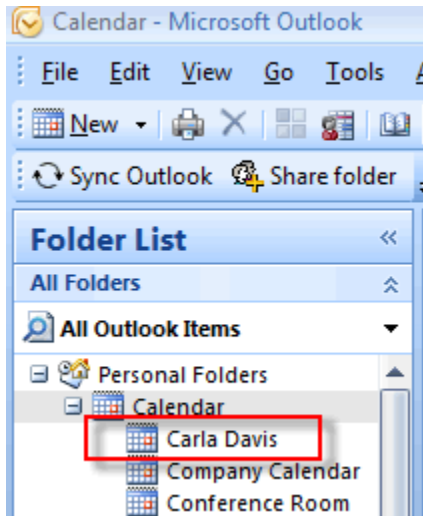 Calendar - Microsoft Outlook
File Edit View Go Tools
New
Sync Outlook Share folder
Folder List
All Folders
All Outlook Items
Personal Folders
Calendar
Carla Davis
Company Calendar
Conference Room